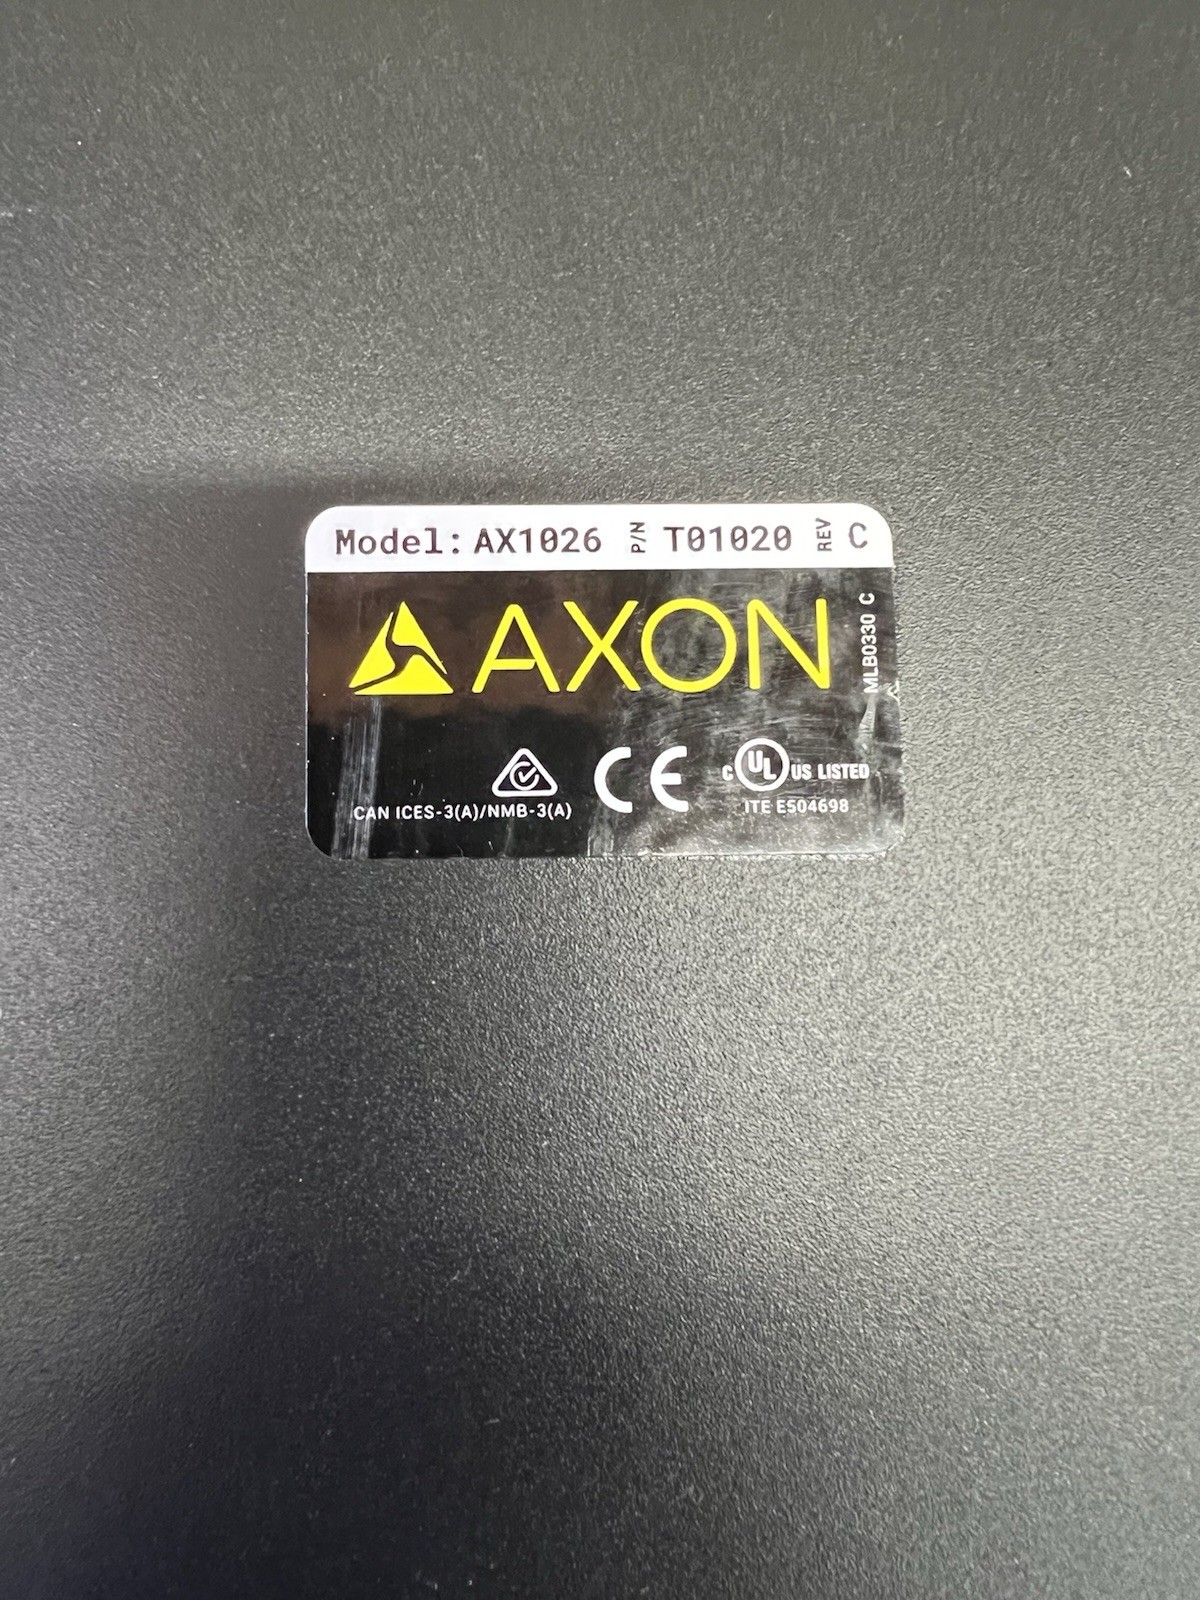 Model: AX1026 P/N T01020 REV C
AXON
MLB0330 C
CE
C UL US LISTED
CAN ICES-3(A)/NMB-3(A)
ITE E504698